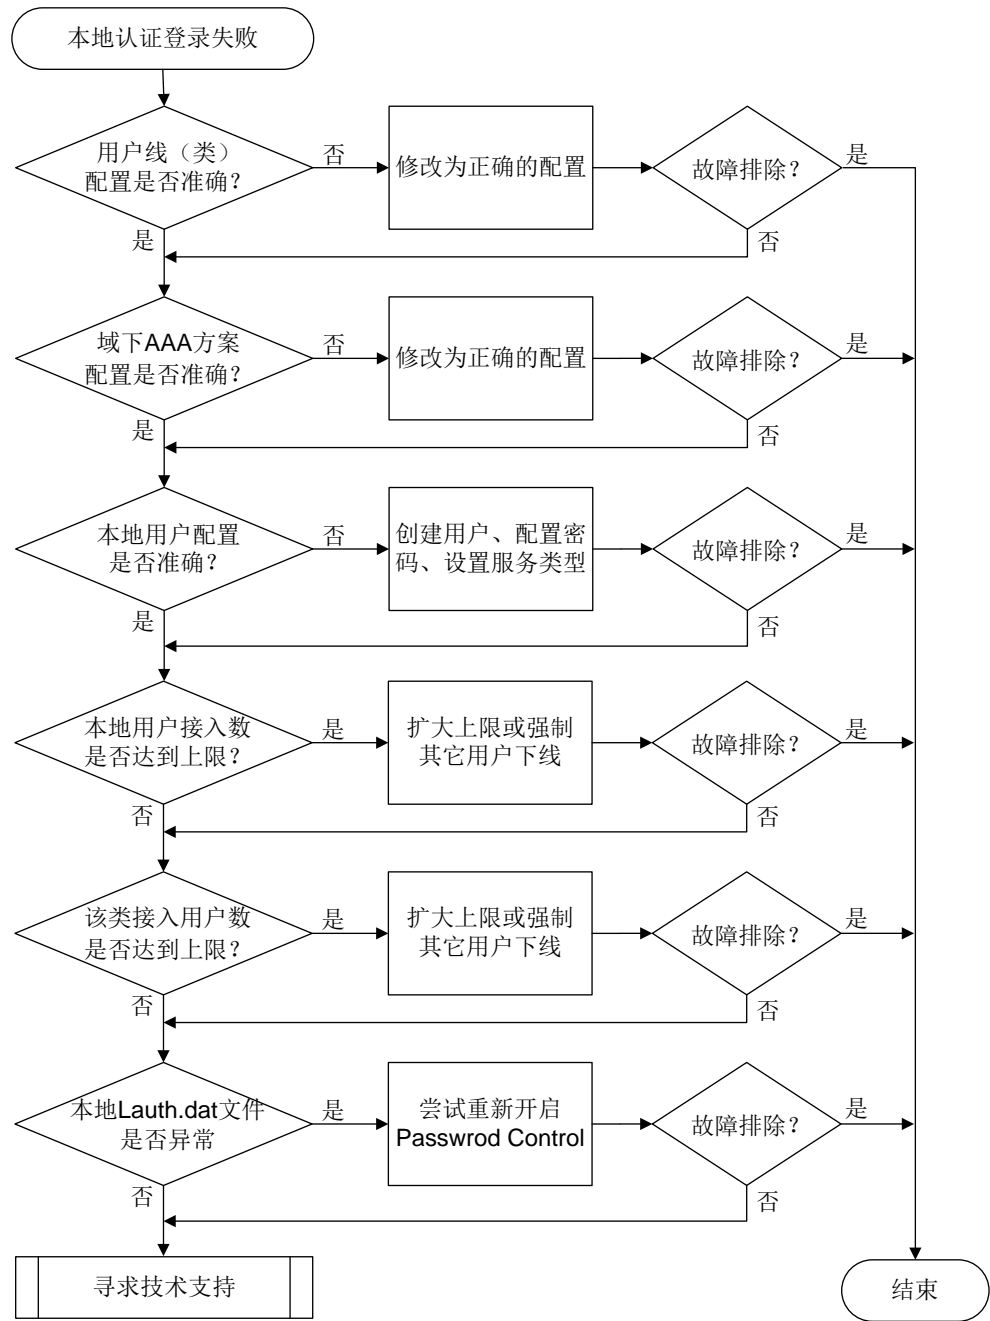 本地认证登录失败
用户线（类）
配置是否准确？
否
修改为正确的配置
故障排除？
是
是
否
域下AAA方案
配置是否准确？
否
修改为正确的配置
故障排除？
是
是
否
本地用户配置
是否准确？
否
创建用户、配置密
码、设置服务类型
故障排除？
是
是
否
本地用户接入数
是否达到上限？
是
扩大上限或强制
其它用户下线
故障排除？
是
否
否
该类接入用户数
是否达到上限？
是
扩大上限或强制
其它用户下线
故障排除？
是
否
否
本地Lauth.dat文件
是否异常
是
尝试重新开启
Passwrod Control
故障排除？
是
否
否
寻求技术支持
结束